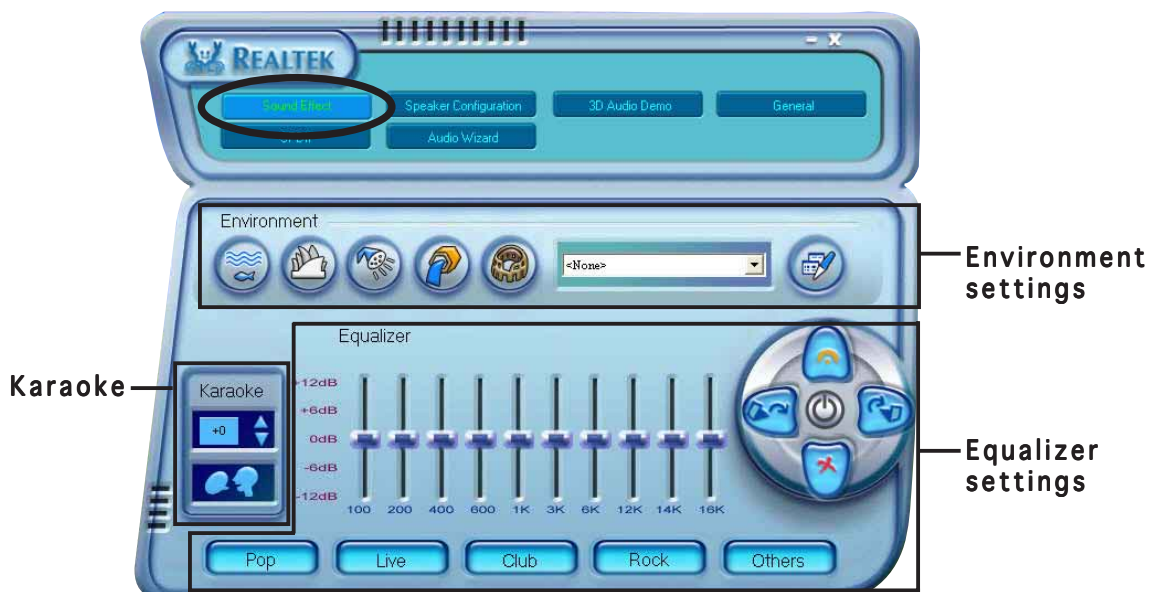 REALTEK
- X
Sound Effect
Speaker Configuration
3D Audio Demo
General
Audio Wizard
Environment
<None>
Environment
settings
Equalizer
Karaoke
Karaoke
+0
+12dB
+6dB
0dB
-6dB
-12dB
100 200 400 600 1K 3K 6K 12K 14K 16K
Equalizer
settings
Pop
Live
Club
Rock
Others